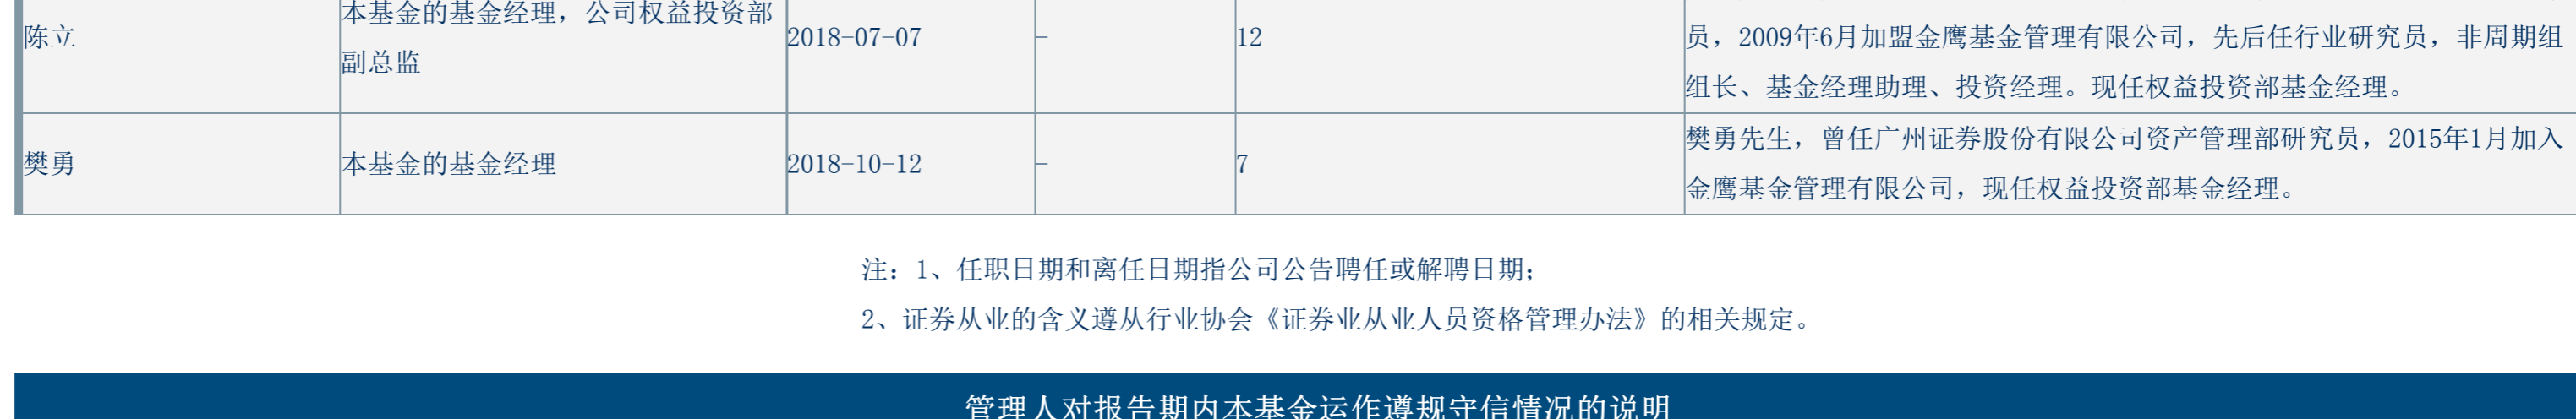 本基金的基金经理，公司权益投资部
陈立
2018-07-07
-
12
员，2009年6月加盟金鹰基金管理有限公司，先后任行业研究员，非周期组
副总监
组长、基金经理助理、投资经理。现任权益投资部基金经理。
樊勇先生，曾任广州证券股份有限公司资产管理部研究员，2015年1月加入
樊勇
本基金的基金经理
2018-10-12
-
7
金鹰基金管理有限公司，现任权益投资部基金经理。
注：1、任职日期和离任日期指公司公告聘任或解聘日期；
2、证券从业的含义遵从行业协会《证券业从业人员资格管理办法》的相关规定。
管理人对报告期内本基金运作遵规守信情况的说明